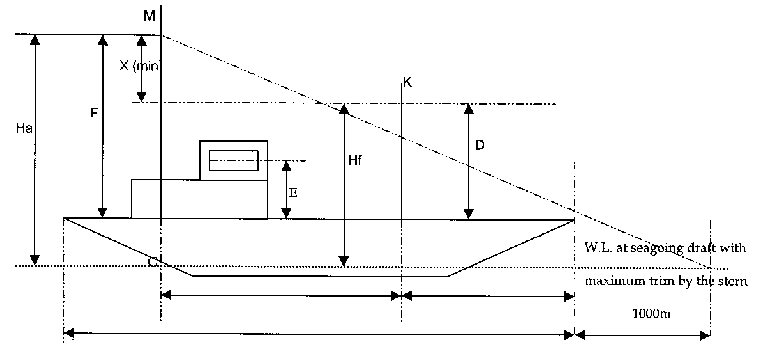 M
X (min)
K
F
Ha
Hf
D
E
C
W.L. at seagoing draft with
maximum trim by the stern
1000m